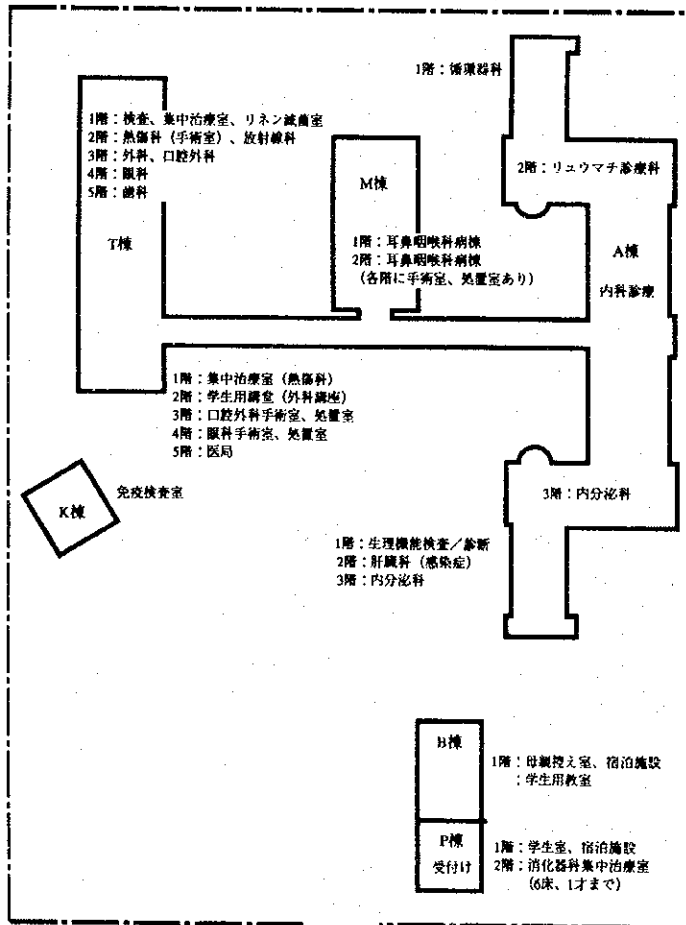 1階：循環器科
1階：検査、集中治療室、リネン滅菌室
2階：熱傷科（手術室）、放射線科
3階：外科、口腔外科
4階：眼科
5階：歯科
2階：リュウマチ診療科
M棟
T棟
1階：耳鼻咽喉科病棟
2階：耳鼻咽喉科病棟
（各階に手術室、処置室あり）
A棟
内科診療
1階：集中治療室（熱傷科）
2階：学生用講堂（外科講座）
3階：口腔外科手術室、処置室
4階：眼科手術室、処置室
5階：医局
免疫検査室
K棟
3階：内分泌科
1階：生理機能検査／診断
2階：肝臓科（感染症）
3階：内分泌科
B棟
1階：母親控え室、宿泊施設
：学生用教室
P棟
受付け
1階：学生室、宿泊施設
2階：消化器科集中治療室
（6床、1才まで）